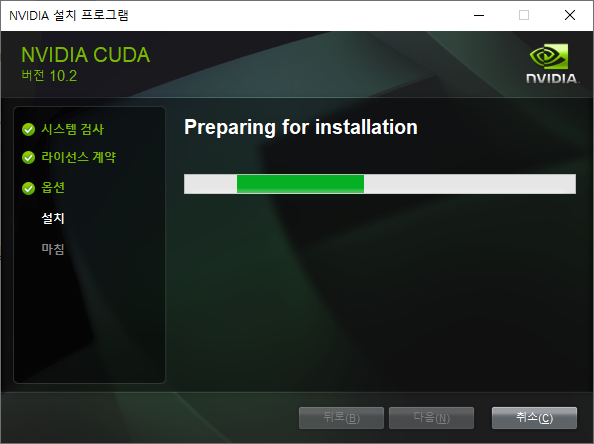 NVIDIA 설치 프로그램
NVIDIA CUDA
버전 10.2
NVIDIA.
시스템 검사
라이선스 계약
옵션
설치
마침
Preparing for installation
뒤로(B)
다음(N)
취소(C)